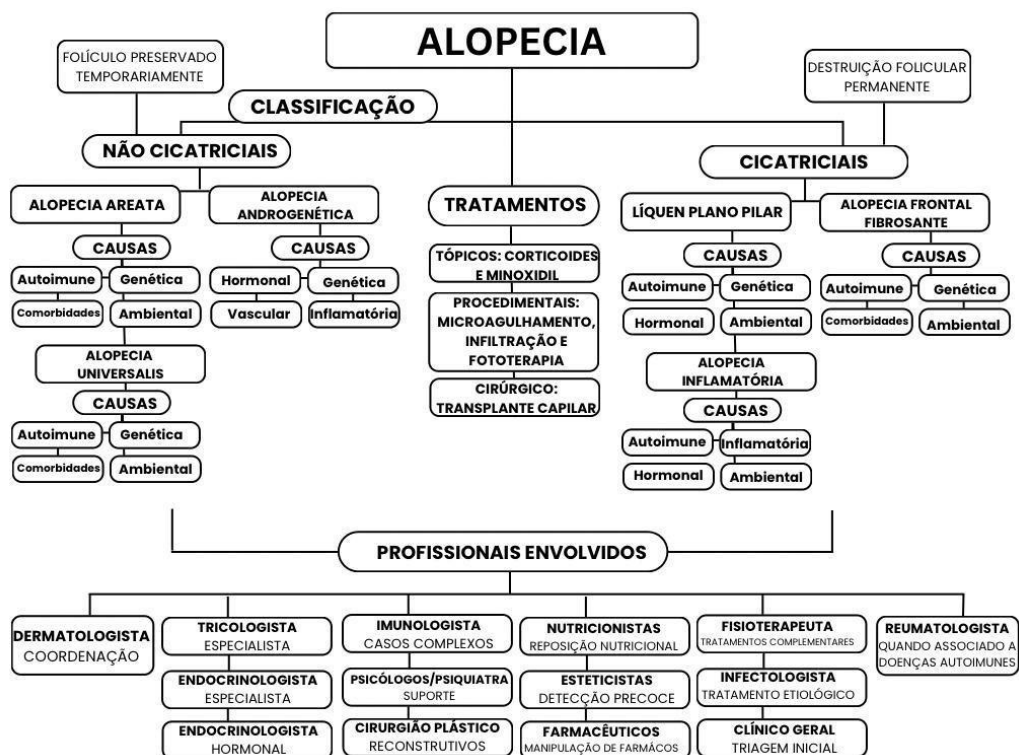 ALOPECIA
FOLÍCULO PRESERVADO
TEMPORARIAMENTE
DESTRUIÇÃO FOLICULAR
PERMANENTE
CLASSIFICAÇÃO
NÃO CICATRICIAIS
CICATRICIAIS
ALOPECIA AREATA
ALOPECIA
ANDROGENÉTICA
CAUSAS
CAUSAS
Autoimune
Genética
Comorbidades
Ambiental
Hormonal
Genética
Vascular
Inflamatória
ALOPECIA
UNIVERSALIS
CAUSAS
Autoimune
Genética
Comorbidades
Ambiental
TRATAMENTOS
TÓPICOS: CORTICOIDES
E MINOXIDIL
PROCEDIMENTAIS:
MICROAGULHAMENTO,
INFILTRAÇÃO E
FOTOTERAPIA
CIRÚRGICO:
TRANSPLANTE CAPILAR
LÍQUEN PLANO PILAR
ALOPECIA FRONTAL
FIBROSANTE
CAUSAS
CAUSAS
Autoimune
Genética
Hormonal
Ambiental
Autoimune
Genética
Comorbidades
Ambiental
ALOPECIA
INFLAMATÓRIA
CAUSAS
Autoimune
Inflamatória
Hormonal
Ambiental
PROFISSIONAIS ENVOLVIDOS
DERMATOLOGISTA
COORDENAÇÃO
TRICOLOGISTA
ESPECIALISTA
ENDOCRINOLOGISTA
ESPECIALISTA
ENDOCRINOLOGISTA
HORMONAL
IMUNOLOGISTA
CASOS COMPLEXOS
PSICÓLOGOS/PSIQUIATRA
SUPORTE
CIRURGIÃO PLÁSTICO
RECONSTRUTIVOS
NUTRICIONISTAS
REPOSIÇÃO NUTRICIONAL
ESTETICISTAS
DETECÇÃO PRECOCE
FARMACÊUTICOS
MANIPULAÇÃO DE FARMÁCOS
FISIOTERAPEUTA
TRATAMENTOS COMPLEMENTARES
INFECTOLOGISTA
TRATAMENTO ETIOLÓGICO
CLÍNICO GERAL
TRIAGEM INICIAL
REUMATOLOGISTA
QUANDO ASSOCIADO A
DOENÇAS AUTOIMUNES